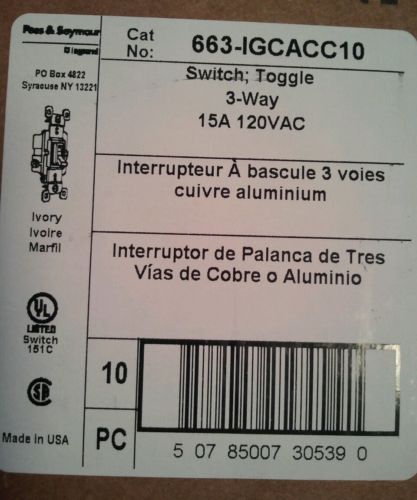 Pass & Seymour
legrand
PO Box 4822
Syracuse NY 13221
Cat
No:
663-IGCACC10
Switch; Toggle
3-Way
15A 120VAC
Interrupteur À bascule 3 voies
cuivre aluminium
Ivory
Ivoire
Marfil
Interruptor de Palanca de Tres
Vías de Cobre o Aluminio
UL
LISTED
Switch
151C
SA
Made in USA
10
PC
5 07 85007 30539 0